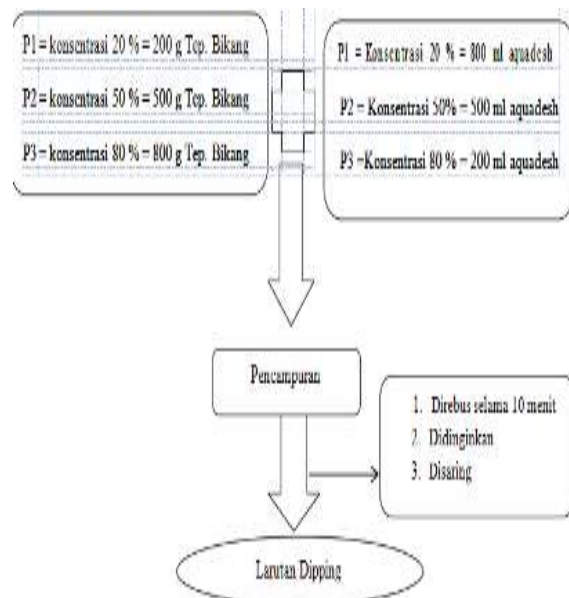 P1 = konsentrasi 20 % = 200 g Tep. Bikang
P2 = konsentrasi 50 % = 500 g Tep. Bikang
P3 = konsentrasi 80 % = 800 g Tep. Bikang
P1 = Konsentrasi 20 % = 800 ml aquadesh
P2 = Konsentrasi 50% = 500 ml aquadesh
P3 =Konsentrasi 80 % = 200 ml aquadesh
Pencampuran
1. Direbus selama 10 menit
2. Didinginkan
3. Disaring
Larutan Dipping